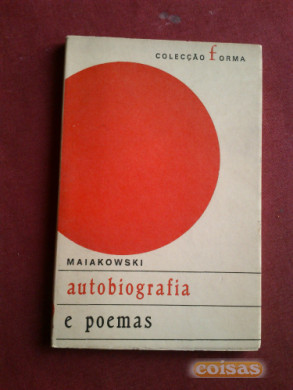 COLECÇÃO fORMA
MAIAKOWSKI
autobiografia
e poemas
coisas